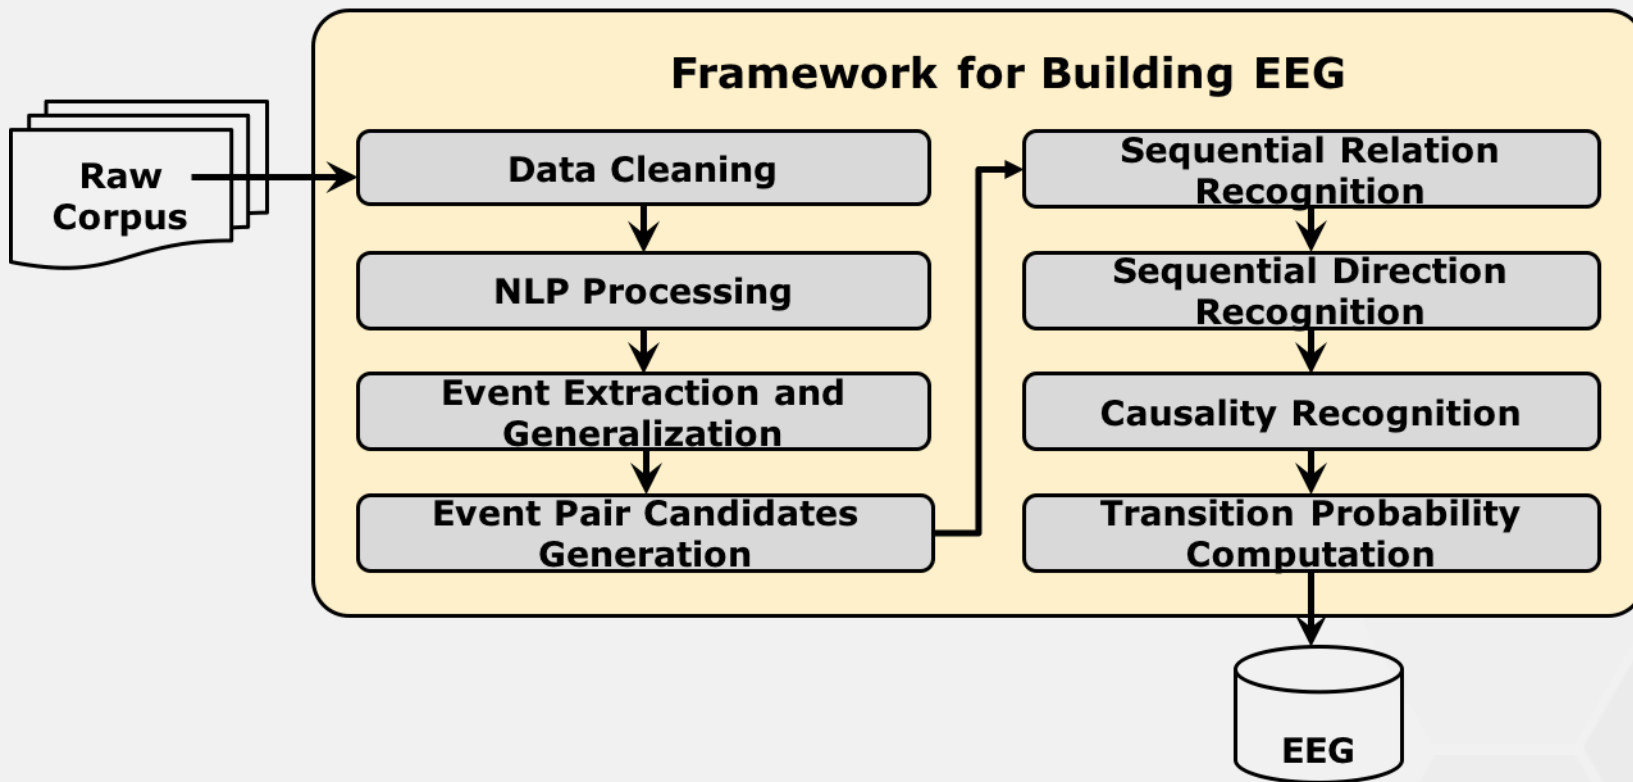 Framework for Building EEG
Raw
Corpus
Data Cleaning
NLP Processing
Event Extraction and
Generalization
Event Pair Candidates
Generation
Sequential Relation
Recognition
Sequential Direction
Recognition
Causality Recognition
Transition Probability
Computation
EEG